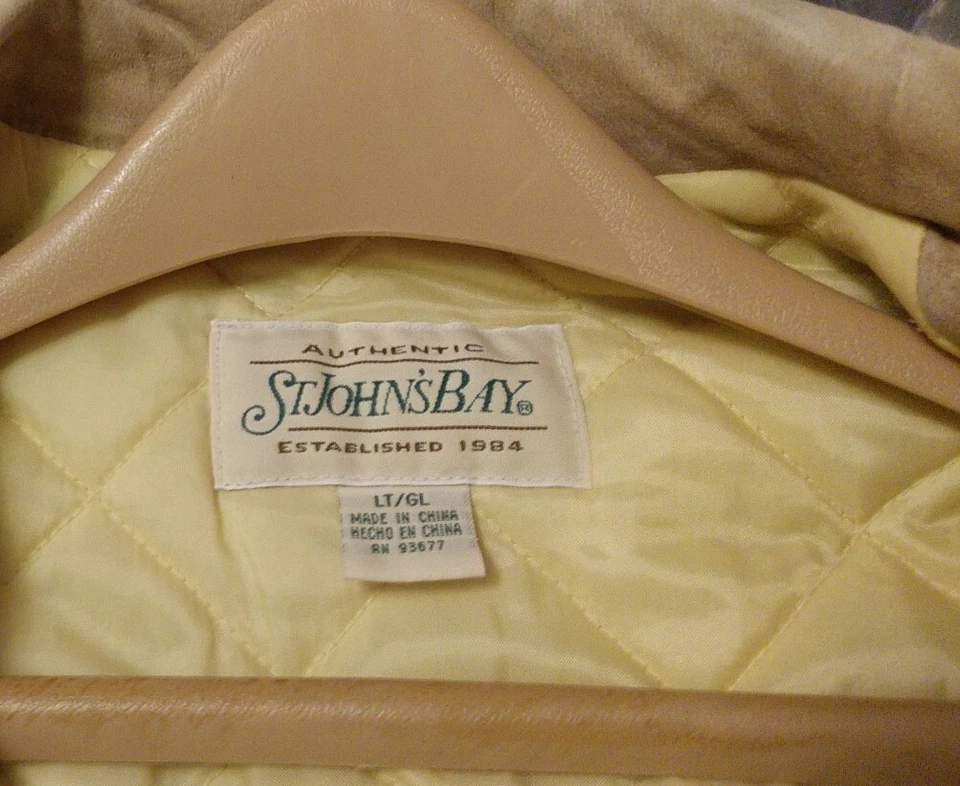 AUTHENTIC
ST.JOHN'S BAY®
ESTABLISHED 1984
LT/GL
MADE IN CHINA
HECHO EN CHINA
RN 93677